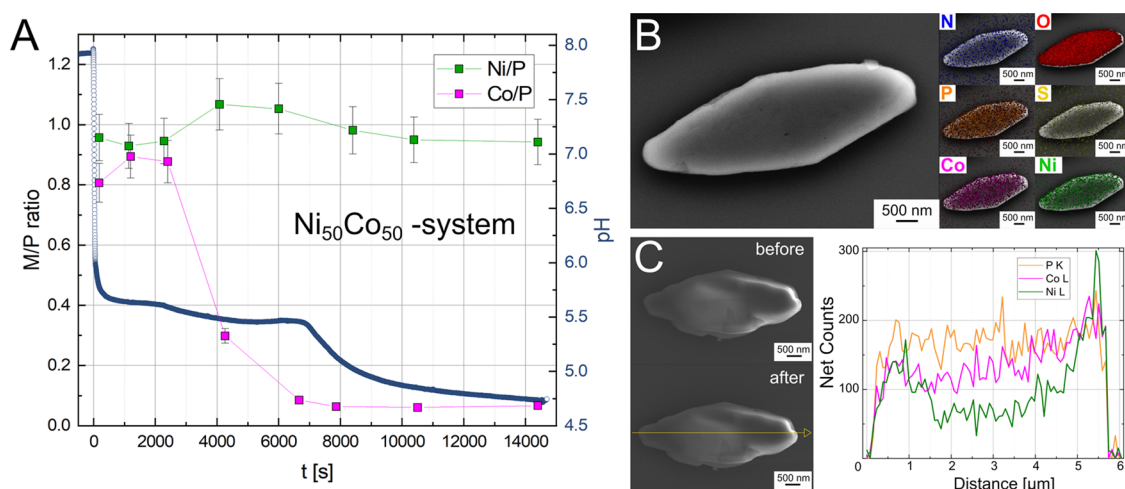 A
Ni/P
Co/P
Ni₅₀Co₅₀ -system
M/P ratio
1.2
1.0
0.8
0.6
0.4
0.2
0.0
pH
8.0
7.5
7.0
6.5
6.0
5.5
5.0
4.5
0 2000 4000 6000 8000 10000 12000 14000
t [s]
B
500 nm
N
500 nm
O
500 nm
P
500 nm
S
500 nm
Co
500 nm
Ni
500 nm
C
before
500 nm
after
500 nm
P K
Co L
Ni L
Net Counts
300
200
100
0 1 2 3 4 5 6
Distance [µm]